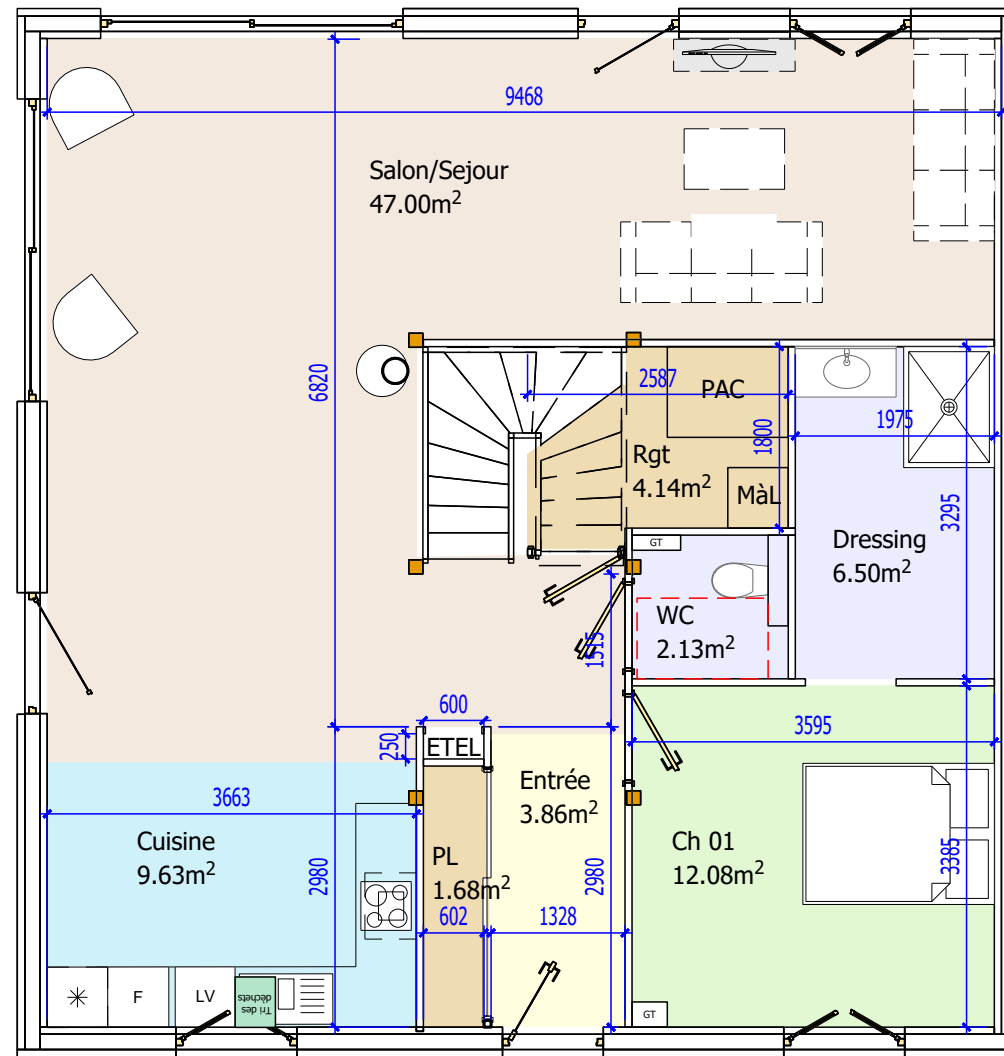 9468
Salon/Sejour
47.00m²
6820
2587
PAC
1800
1975
Rgt
4.14m²
MàL
3295
GT
Dressing
6.50m²
WC
2.13m²
1515
600
250
ETEL
3595
Entrée
3.86m²
3663
Cuisine
9.63m²
2980
PL
1.68m²
2980
Ch 01
12.08m²
3385
602
1328
F
LV
Tri des
déchets
GT